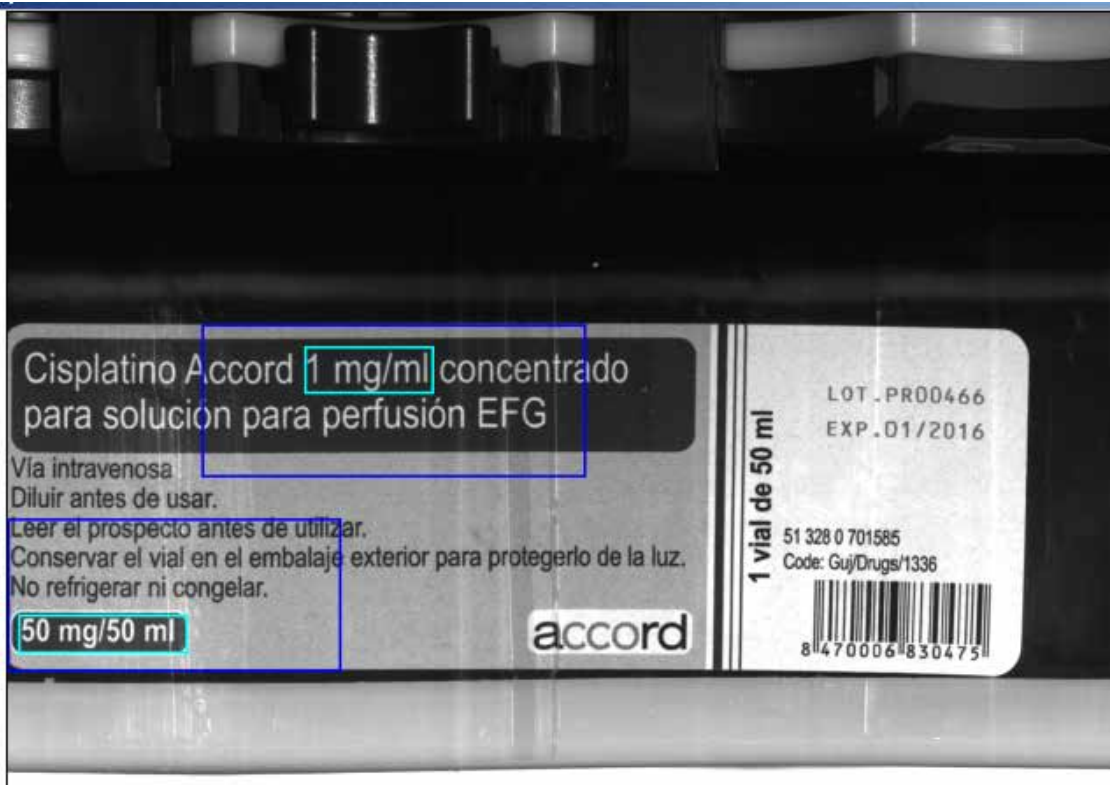 Cisplatino Accord 1 mg/ml concentrado
para solución para perfusión EFG
Vía intravenosa
Diluir antes de usar.
Leer el prospecto antes de utilizar.
Conservar el vial en el embalaje exterior para protegerlo de la luz.
No refrigerar ni congelar.
50 mg/50 ml
accord
1 vial de 50 ml
LOT.PR00466
EXP.01/2016
51 328 0 701585
Code: Guj/Drugs/1336
8 470006 830475